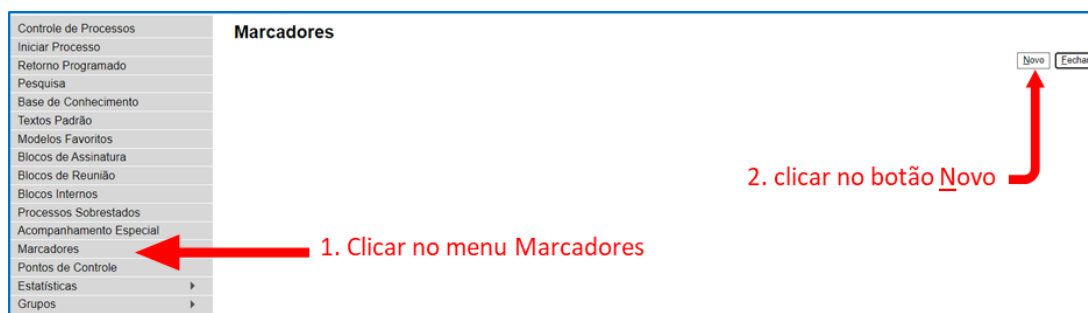 Controle de Processos
Iniciar Processo
Retorno Programado
Pesquisa
Base de Conhecimento
Textos Padrão
Modelos Favoritos
Blocos de Assinatura
Blocos de Reunião
Blocos Internos
Processos Sobrestados
Acompanhamento Especial
Marcadores
Pontos de Controle
Estatísticas
Grupos
Marcadores
Novo Fechar
2. clicar no botão Novo
1. Clicar no menu Marcadores